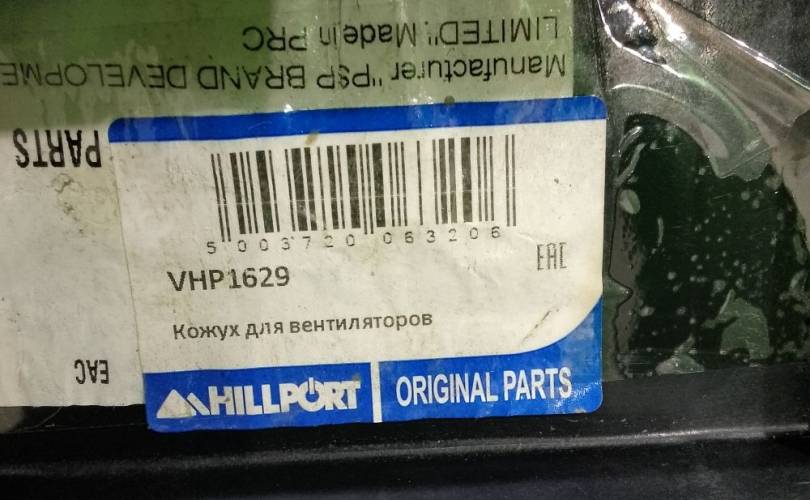 LIMITED". Made in PRC
Manufacturer "PSP BRAND DEVELOPME
PARTS
5 003720 063206
VHP1629
EAC
Кожух для вентиляторов
EAC
HILLPORT
ORIGINAL PARTS